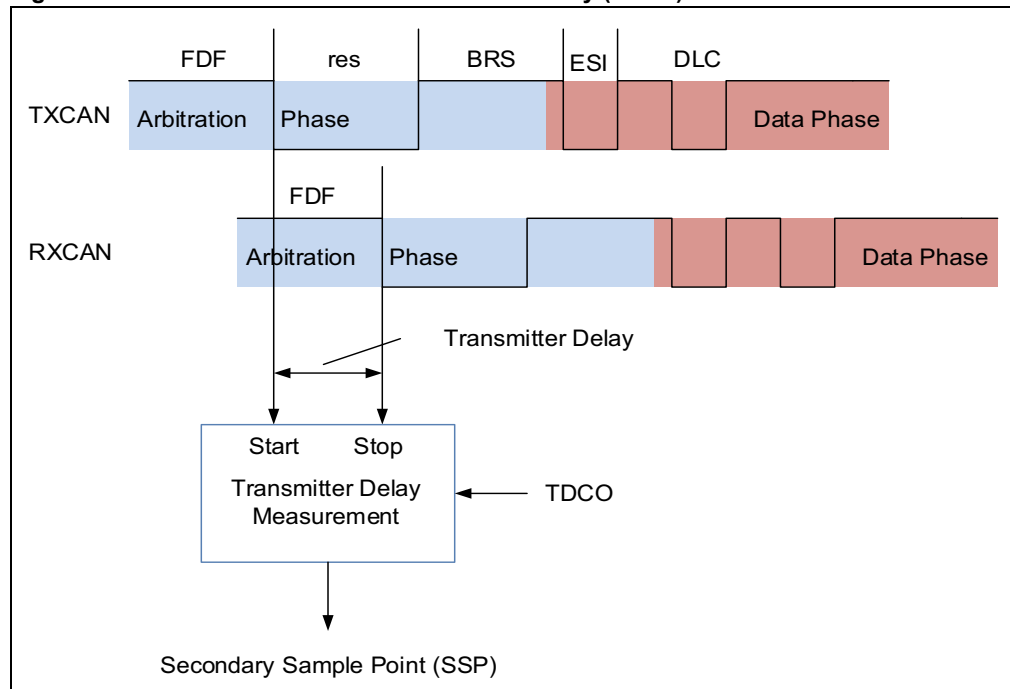 FDF res BRS ESI DLC
TXCAN Arbitration Phase Data Phase
FDF
RXCAN Arbitration Phase Data Phase
Transmitter Delay
Start Stop
Transmitter Delay
Measurement
TDCO
Secondary Sample Point (SSP)